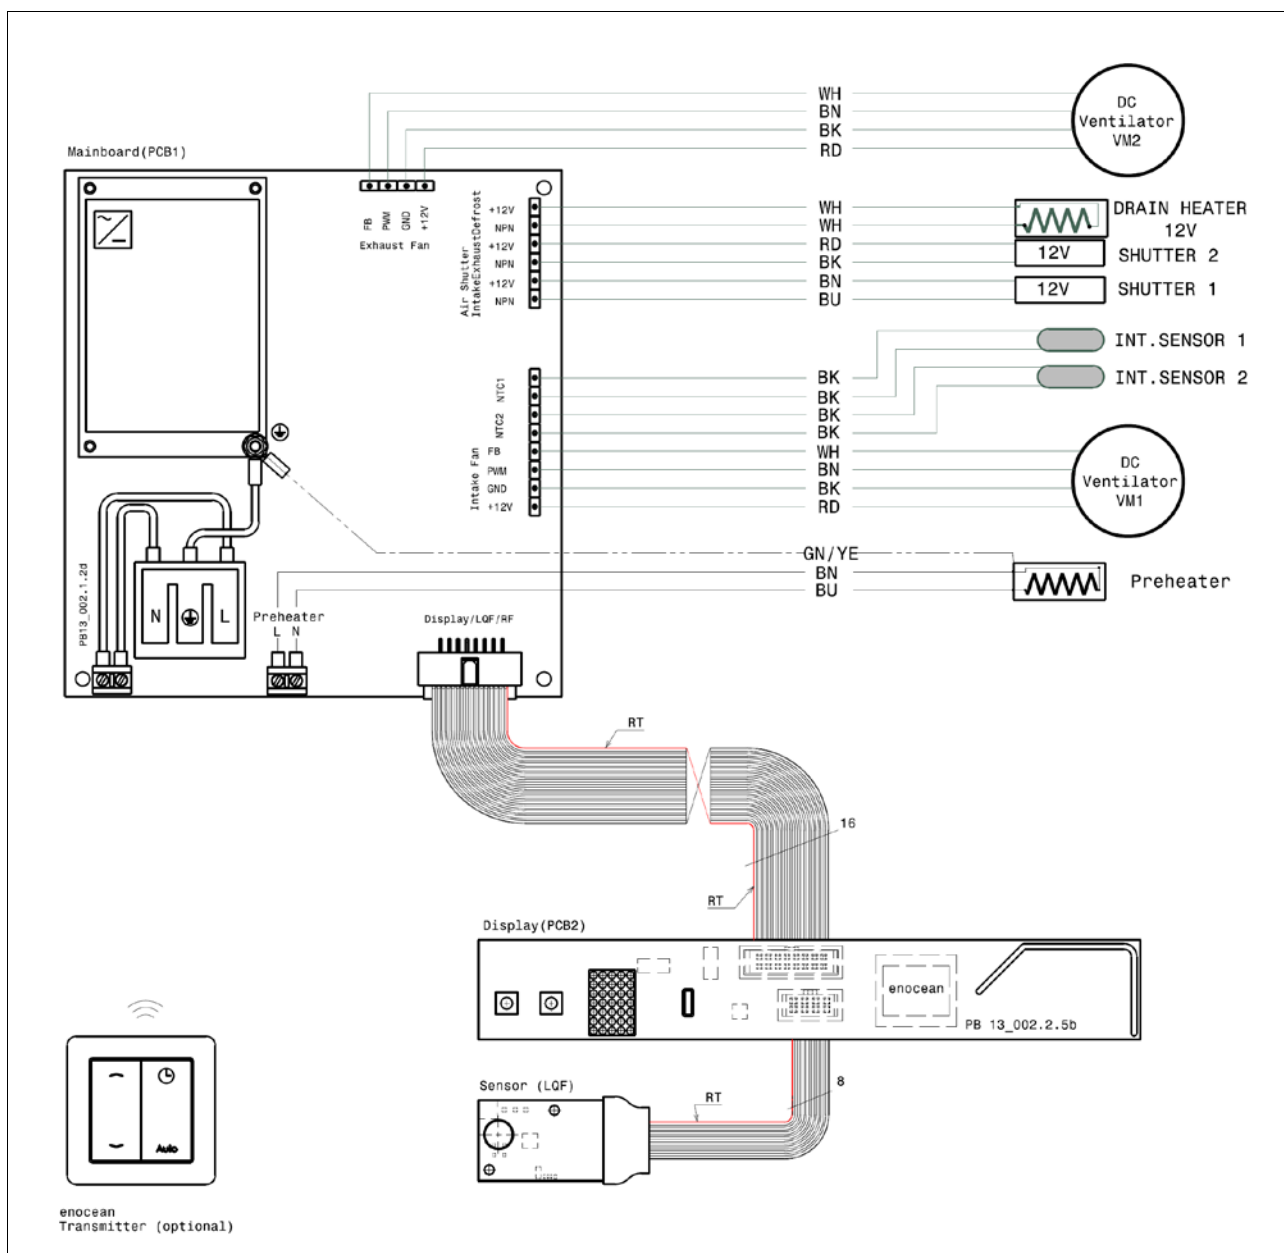 WH
BN
BK
RD
DC
Ventilator
VM2
Mainboard(PCB1)
FB
PWM
GND
+12V
Exhaust Fan
+12V
NPN
+12V
NPN
+12V
NPN
Air Shutter
IntakeExhaustDefrost
WH
WH
RD
BK
BN
BU
DRAIN HEATER
12V
12V
SHUTTER 2
12V
SHUTTER 1
INT.SENSOR 1
INT.SENSOR 2
NTC1
NTC2
FB
PWM
GND
+12V
Intake Fan
BK
BK
BK
BK
WH
BN
BK
RD
DC
Ventilator
VM1
GN/YE
BN
BU
Preheater
PB13_002.1.2d
N
L
Preheater
L N
Display/LQF/RF
RT
16
RT
Display(PCB2)
enocean
PB 13_002.2.5b
Sensor (LQF)
RT
8
Auto
enocean
Transmitter (optional)